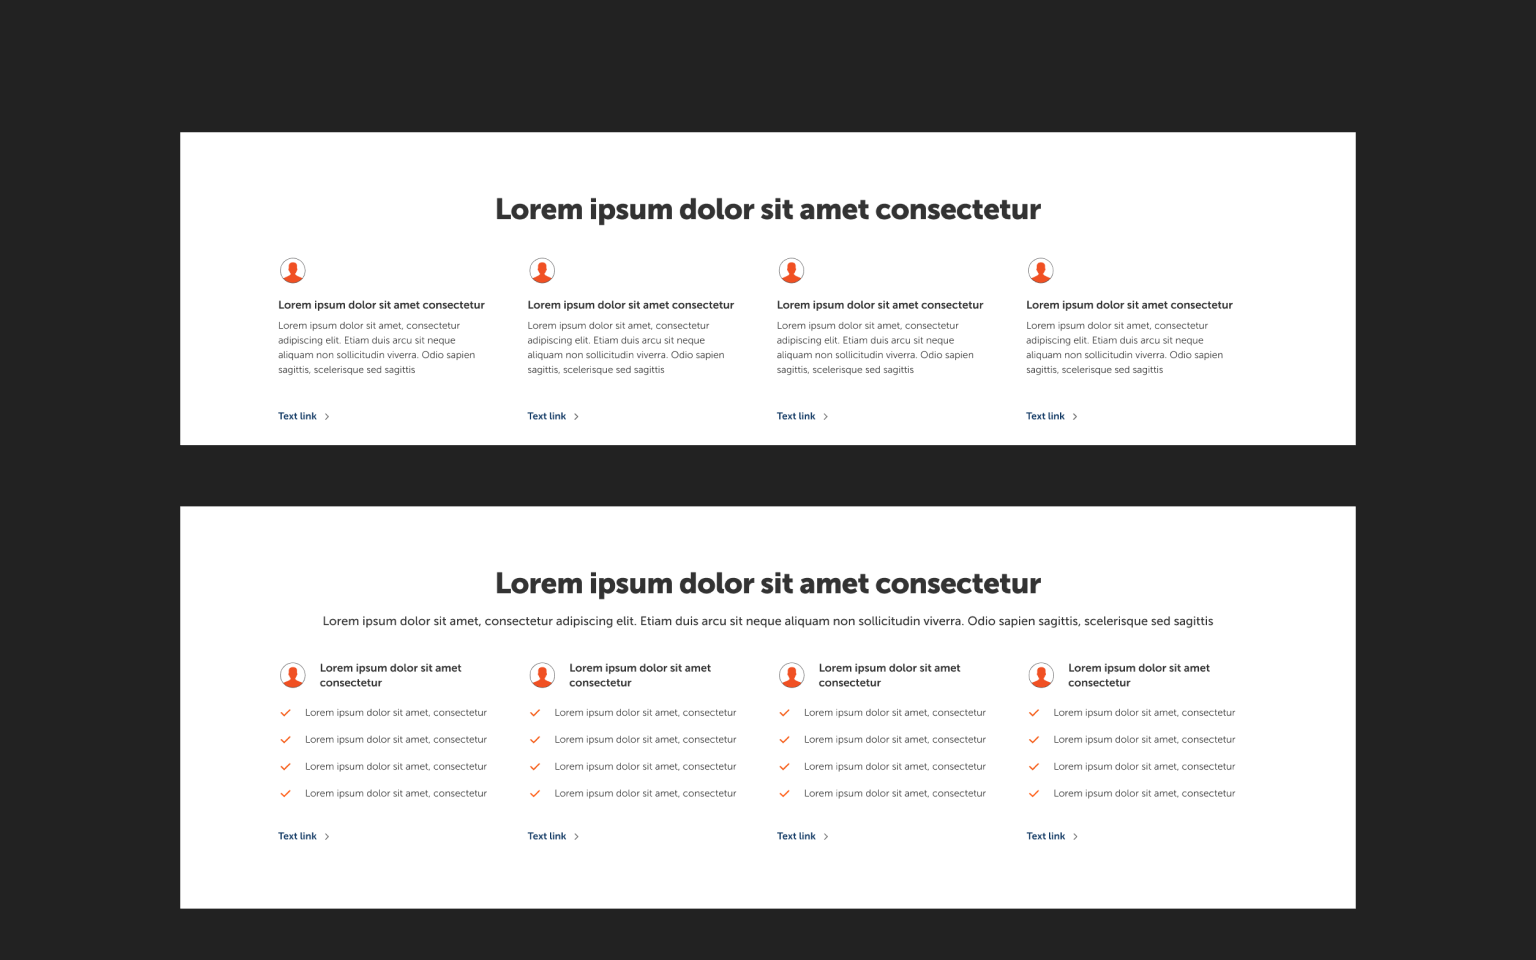 Lorem ipsum dolor sit amet consectetur
Lorem ipsum dolor sit amet consectetur
Lorem ipsum dolor sit amet, consectetur
adipiscing elit. Etiam duis arcu sit neque
aliquam non sollicitudin viverra. Odio sapien
sagittis, scelerisque sed sagittis
Text link
Lorem ipsum dolor sit amet consectetur
Lorem ipsum dolor sit amet, consectetur
adipiscing elit. Etiam duis arcu sit neque
aliquam non sollicitudin viverra. Odio sapien
sagittis, scelerisque sed sagittis
Text link
Lorem ipsum dolor sit amet consectetur
Lorem ipsum dolor sit amet, consectetur
adipiscing elit. Etiam duis arcu sit neque
aliquam non sollicitudin viverra. Odio sapien
sagittis, scelerisque sed sagittis
Text link
Lorem ipsum dolor sit amet consectetur
Lorem ipsum dolor sit amet, consectetur
adipiscing elit. Etiam duis arcu sit neque
aliquam non sollicitudin viverra. Odio sapien
sagittis, scelerisque sed sagittis
Text link
Lorem ipsum dolor sit amet consectetur
Lorem ipsum dolor sit amet, consectetur adipiscing elit. Etiam duis arcu sit neque aliquam non sollicitudin viverra. Odio sapien sagittis, scelerisque sed sagittis
Lorem ipsum dolor sit amet
consectetur
Lorem ipsum dolor sit amet, consectetur
Lorem ipsum dolor sit amet, consectetur
Lorem ipsum dolor sit amet, consectetur
Lorem ipsum dolor sit amet, consectetur
Text link
Lorem ipsum dolor sit amet
consectetur
Lorem ipsum dolor sit amet, consectetur
Lorem ipsum dolor sit amet, consectetur
Lorem ipsum dolor sit amet, consectetur
Lorem ipsum dolor sit amet, consectetur
Text link
Lorem ipsum dolor sit amet
consectetur
Lorem ipsum dolor sit amet, consectetur
Lorem ipsum dolor sit amet, consectetur
Lorem ipsum dolor sit amet, consectetur
Lorem ipsum dolor sit amet, consectetur
Text link
Lorem ipsum dolor sit amet
consectetur
Lorem ipsum dolor sit amet, consectetur
Lorem ipsum dolor sit amet, consectetur
Lorem ipsum dolor sit amet, consectetur
Lorem ipsum dolor sit amet, consectetur
Text link